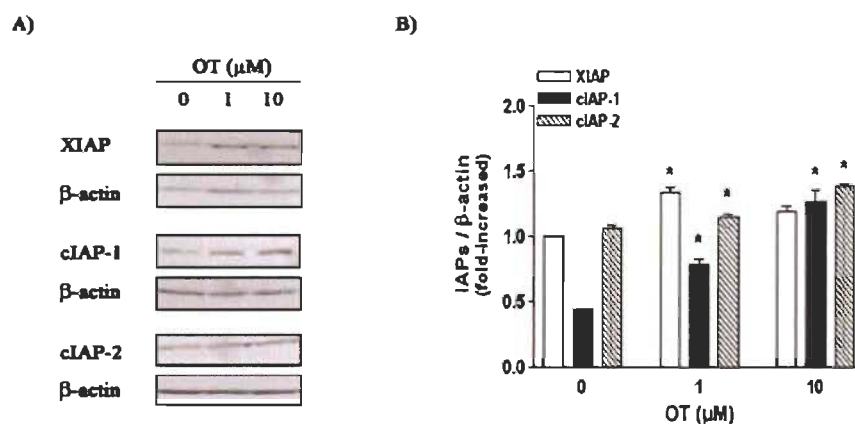 A)
OT (μM)
0 1 10
XIAP
β-actin
cIAP-1
β-actin
cIAP-2
β-actin
B)
XIAP
cIAP-1
cIAP-2
IAPs / β-actin
(fold-increased)
2.0
1.5
1.0
0.5
0.0
* * * * *
0 1 10
OT (μM)